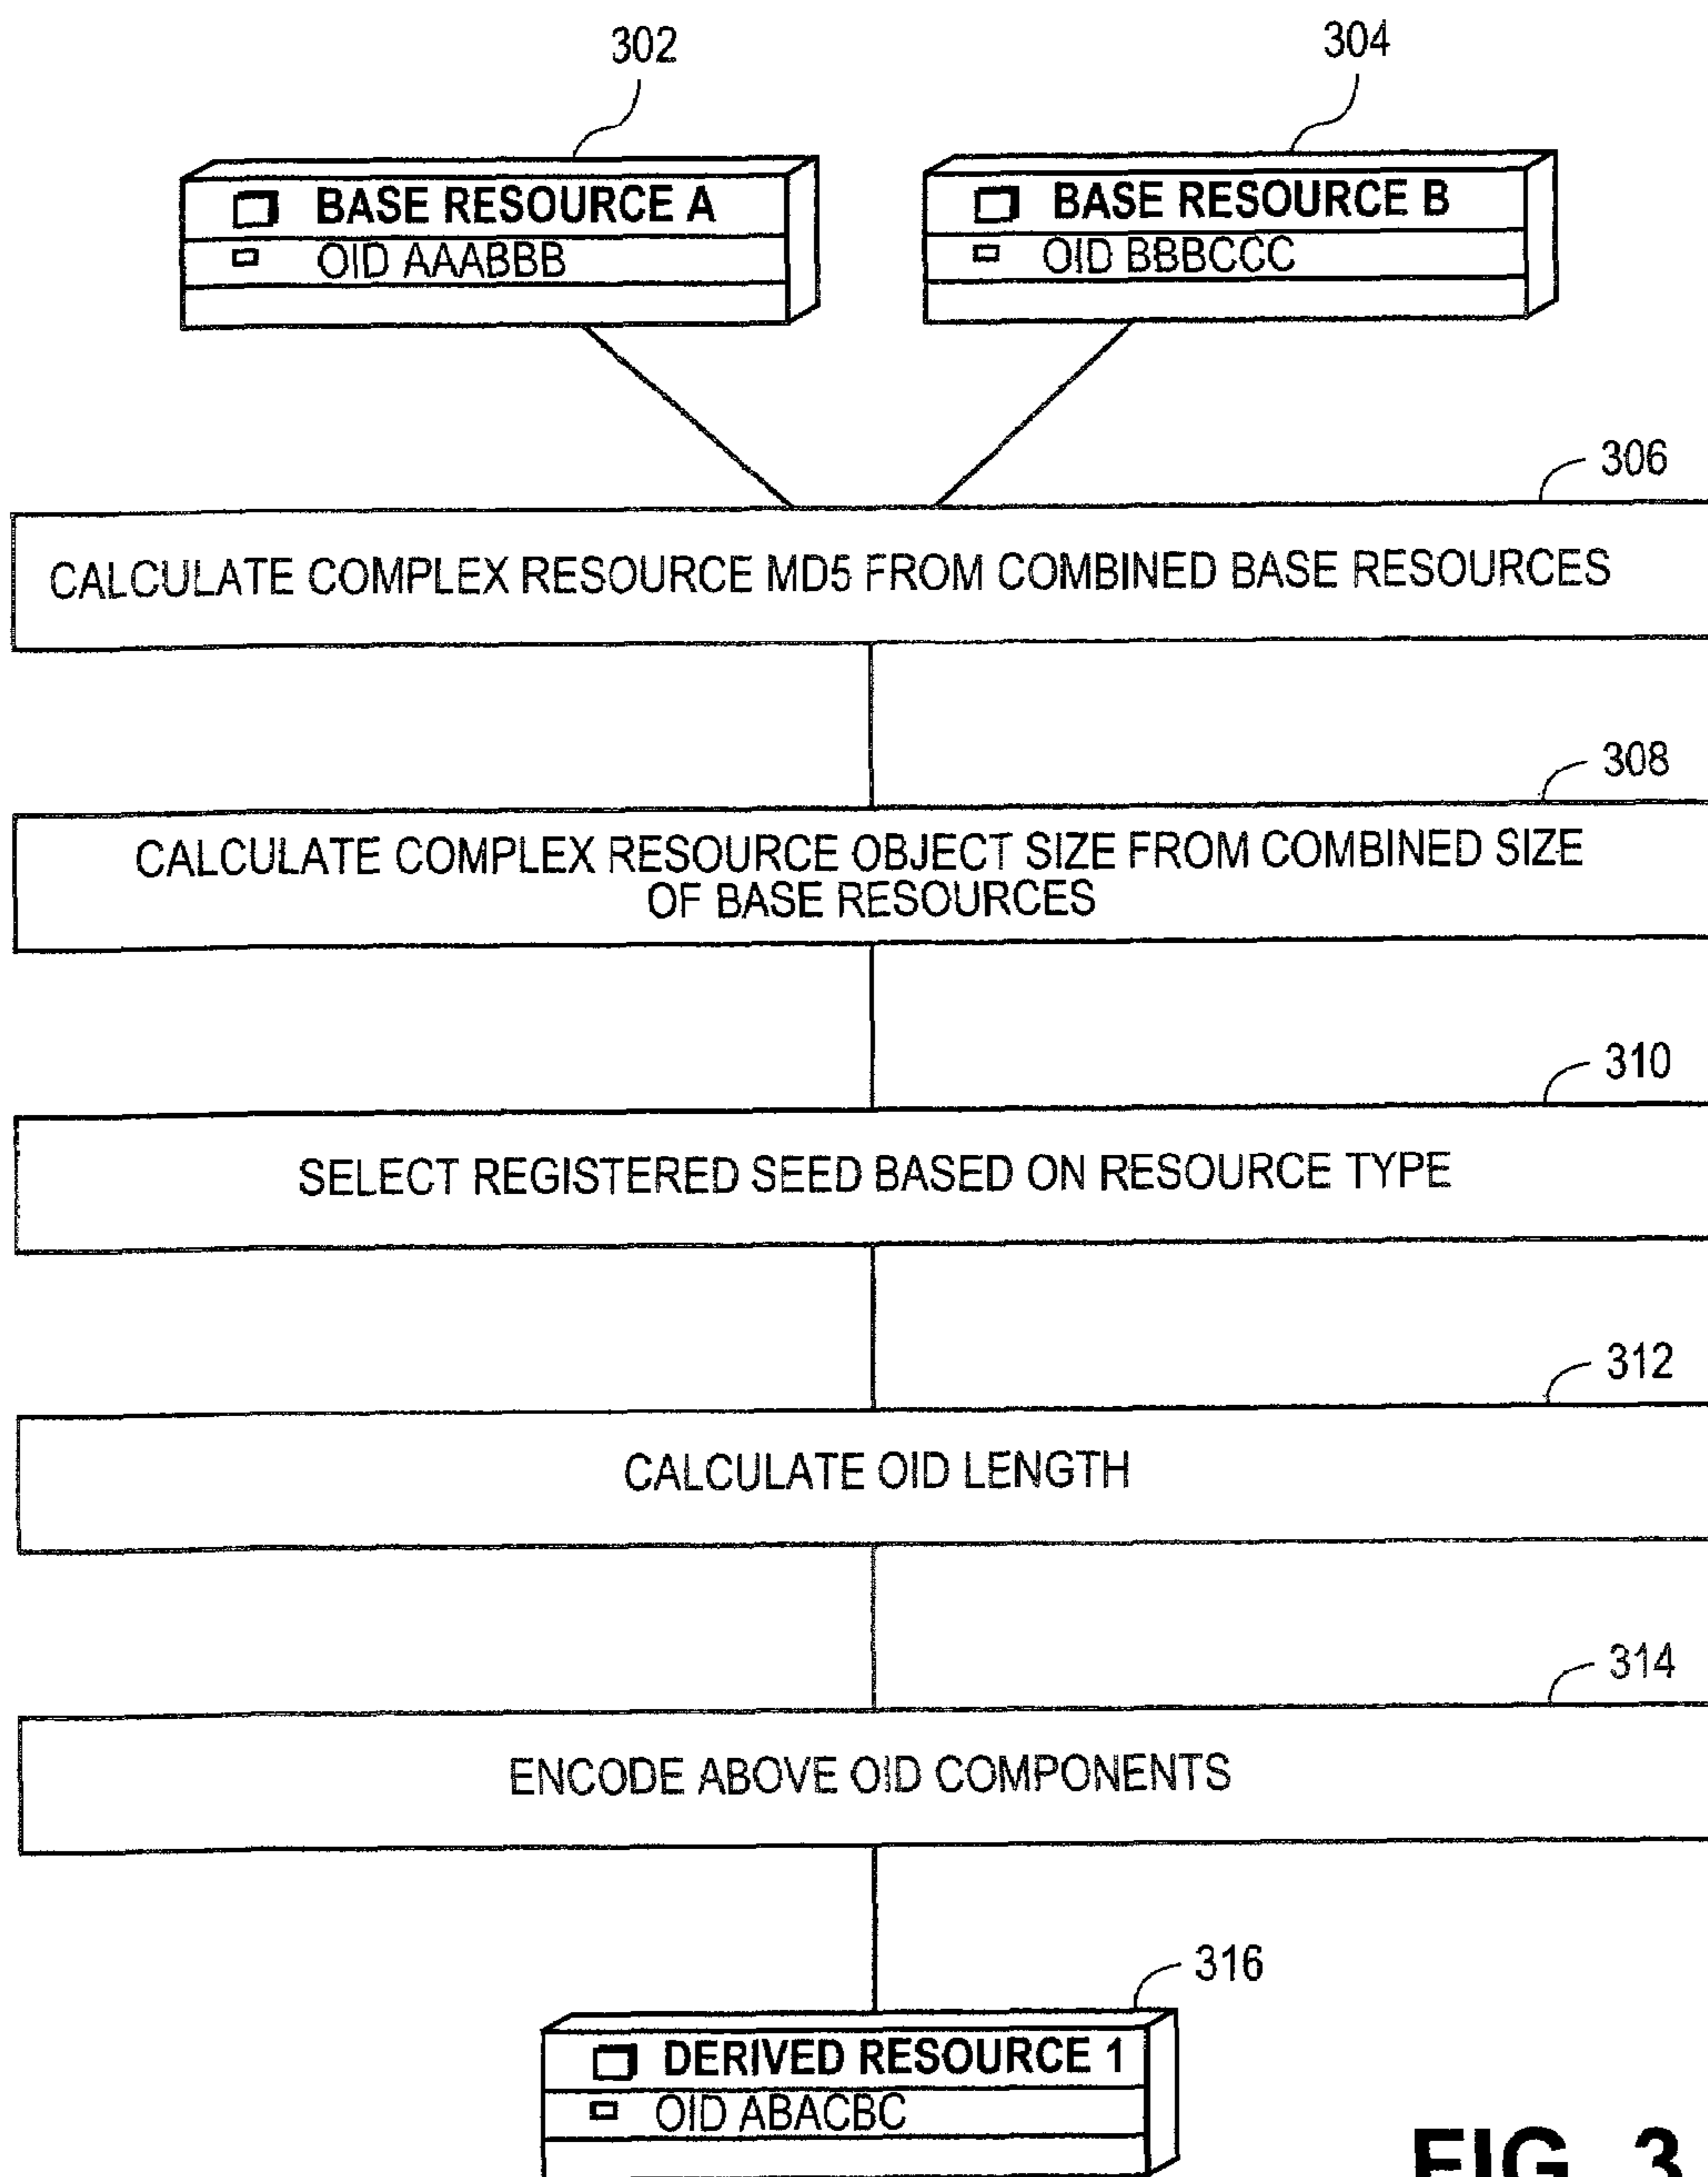 302
304
BASE RESOURCE A
OID AAABBB
BASE RESOURCE B
OID BBBCCC
306
CALCULATE COMPLEX RESOURCE MD5 FROM COMBINED BASE RESOURCES
308
CALCULATE COMPLEX RESOURCE OBJECT SIZE FROM COMBINED SIZE
OF BASE RESOURCES
310
SELECT REGISTERED SEED BASED ON RESOURCE TYPE
312
CALCULATE OID LENGTH
314
ENCODE ABOVE OID COMPONENTS
316
DERIVED RESOURCE 1
OID ABACBC
FIG. 3